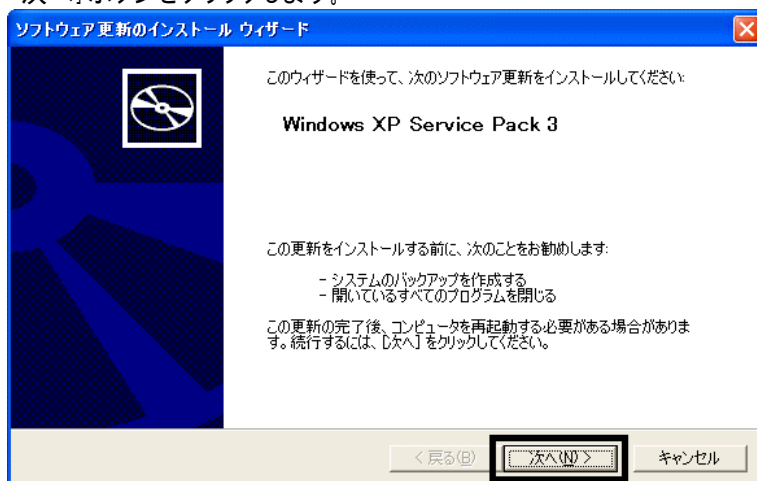 ソフトウェア更新のインストール ウィザード
このウィザードを使って、次のソフトウェア更新をインストールしてください:
Windows XP Service Pack 3
この更新をインストールする前に、次のことをお勧めします:
- システムのバックアップを作成する
- 開いているすべてのプログラムを閉じる
この更新の完了後、コンピュータを再起動する必要がある場合がありま
す。続行するには、[次へ] をクリックしてください。
< 戻る(B)
次へ(N) >
キャンセル